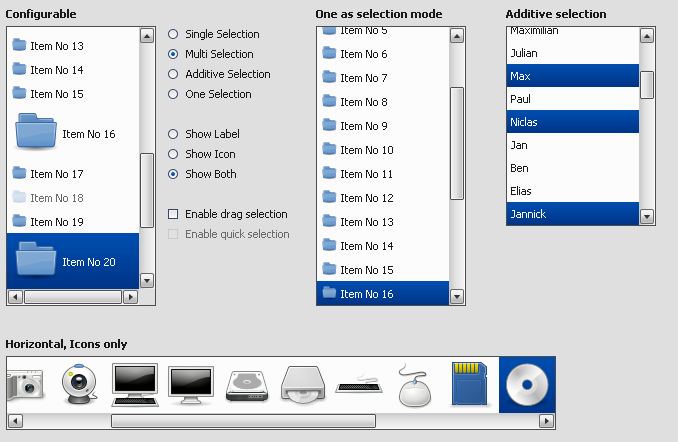 Configurable
Item No 13
Item No 14
Item No 15
Item No 16
Item No 17
Item No 18
Item No 19
Item No 20
Single Selection
Multi Selection
Additive Selection
One Selection
Show Label
Show Icon
Show Both
Enable drag selection
Enable quick selection
One as selection mode
Item No 5
Item No 6
Item No 7
Item No 8
Item No 9
Item No 10
Item No 11
Item No 12
Item No 13
Item No 14
Item No 15
Item No 16
Additive selection
Maximilian
Julian
Max
Paul
Niclas
Jan
Ben
Elias
Jannick
Horizontal, Icons only